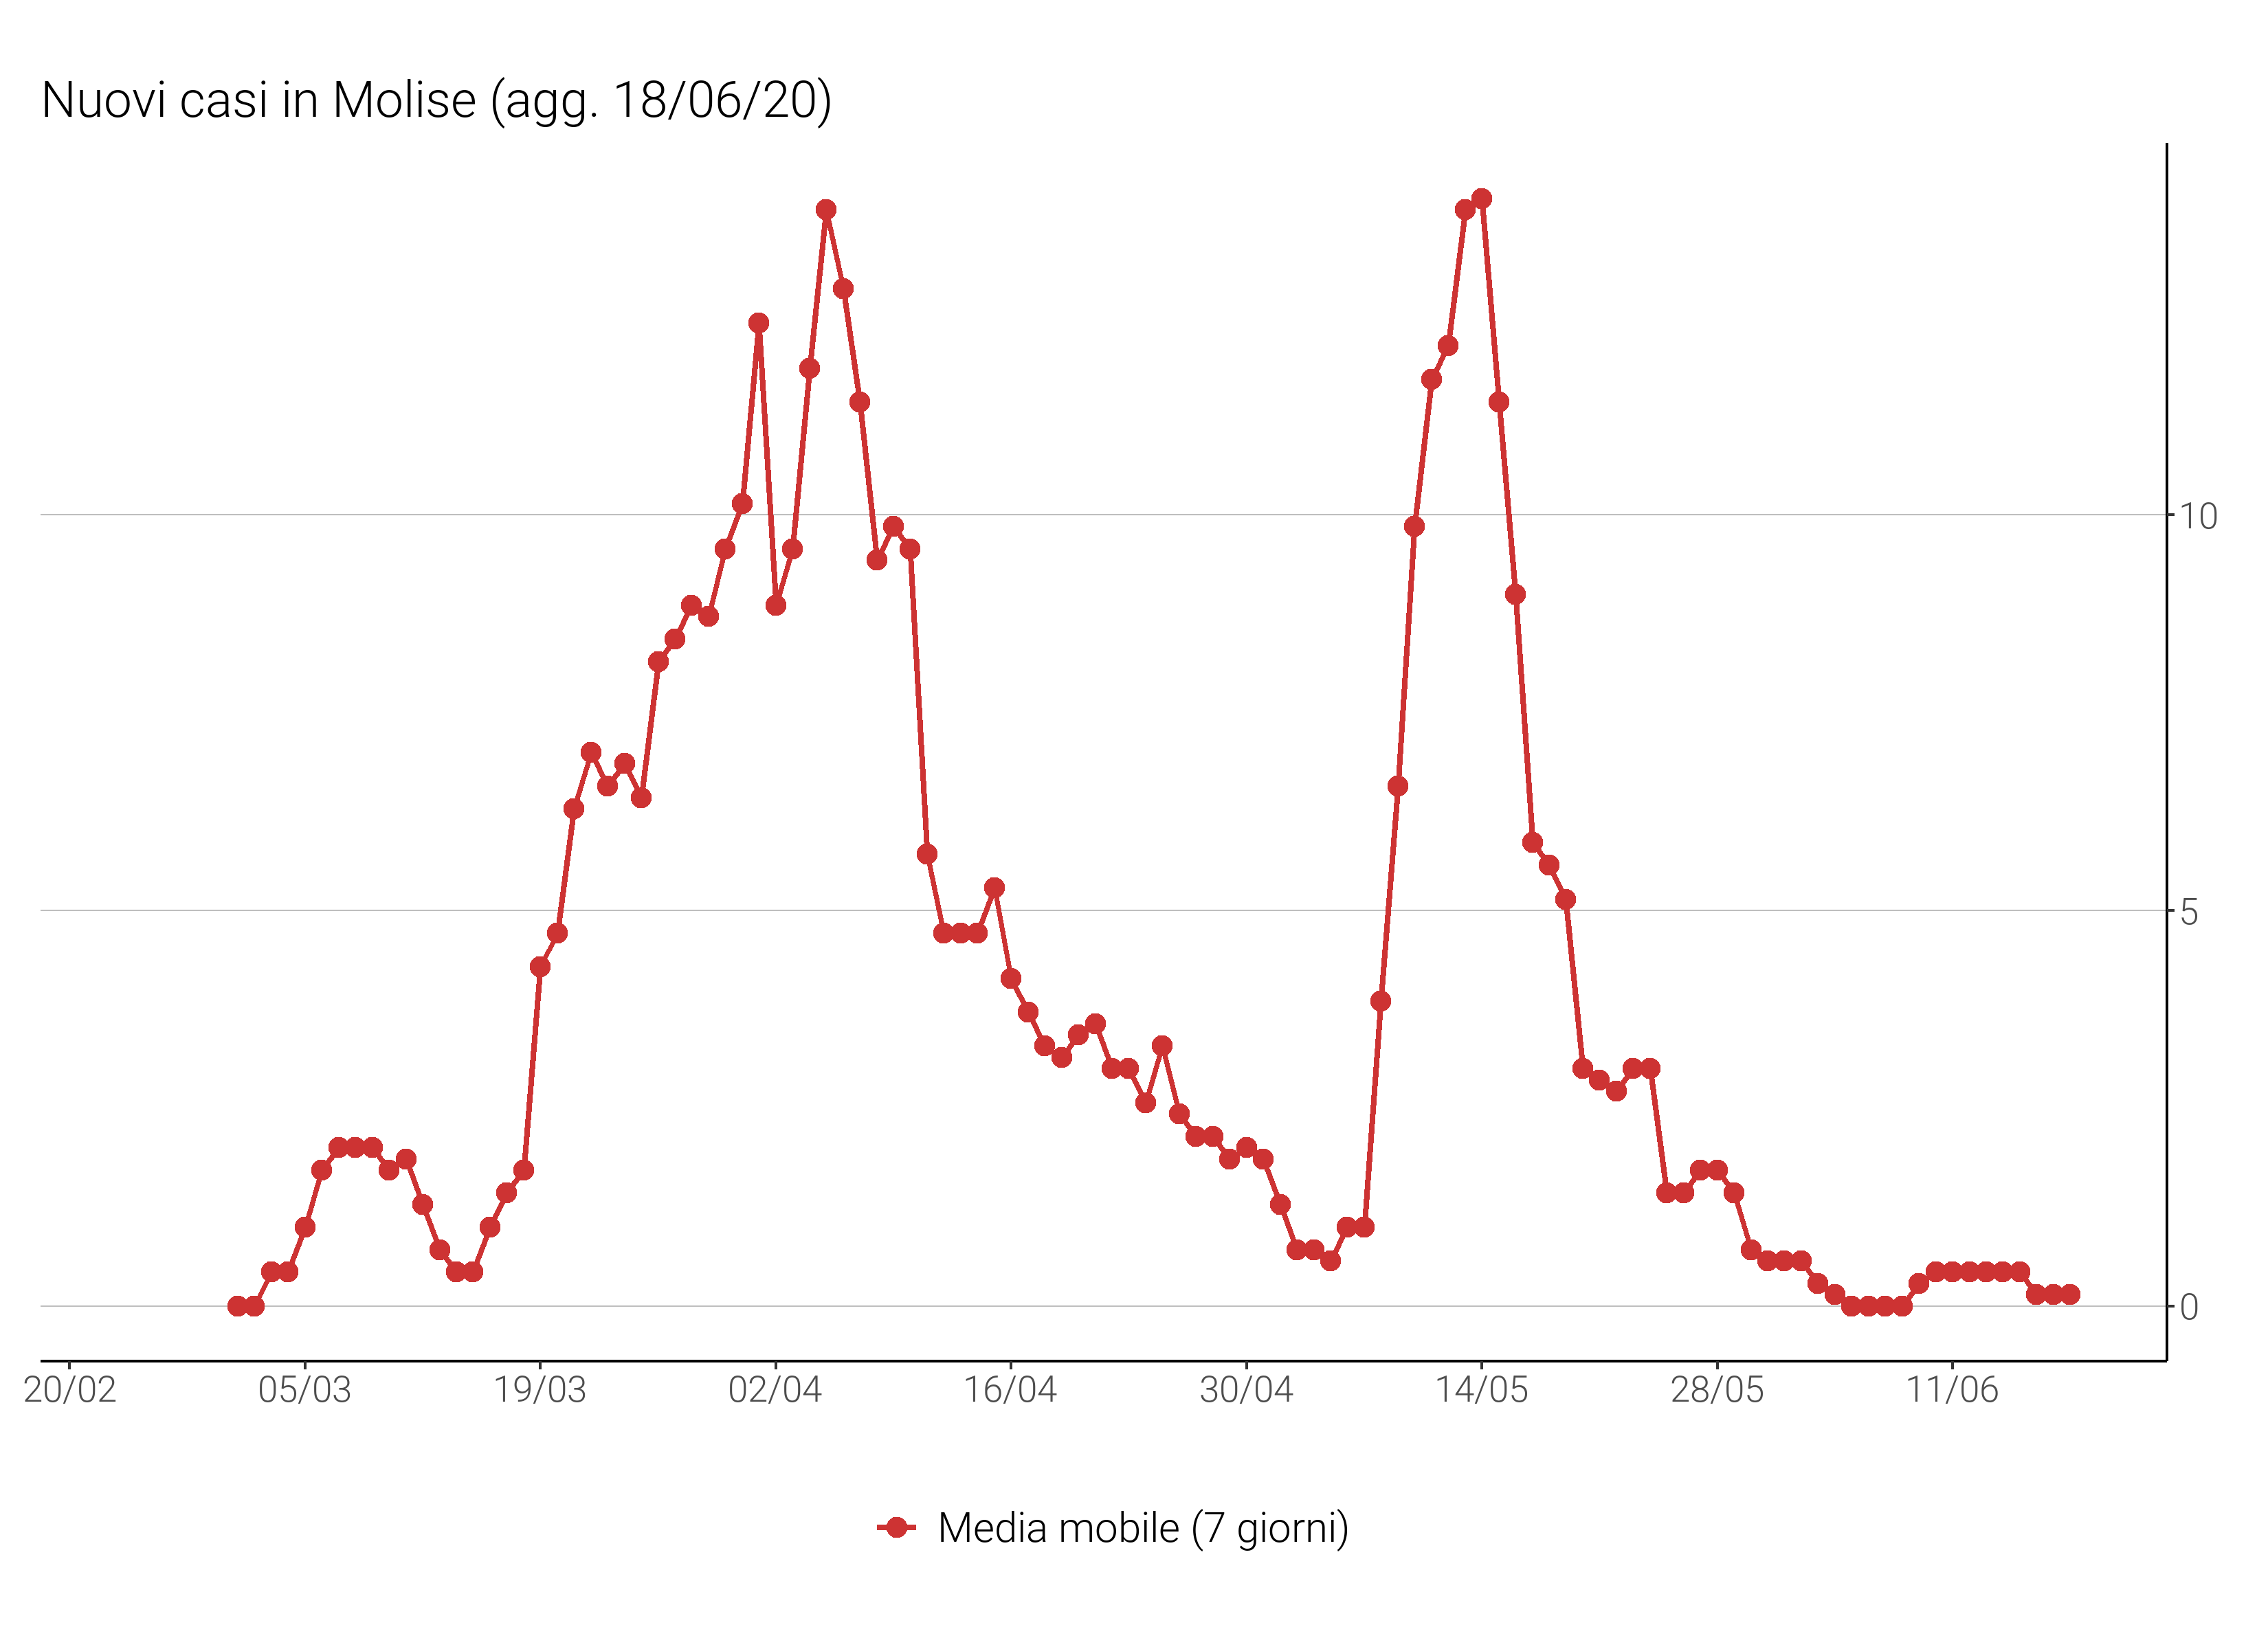 Nuovi casi in Molise (agg. 18/06/20)
10
5
0
20/02 05/03 19/03 02/04 16/04 30/04 14/05 28/05 11/06
Media mobile (7 giorni)